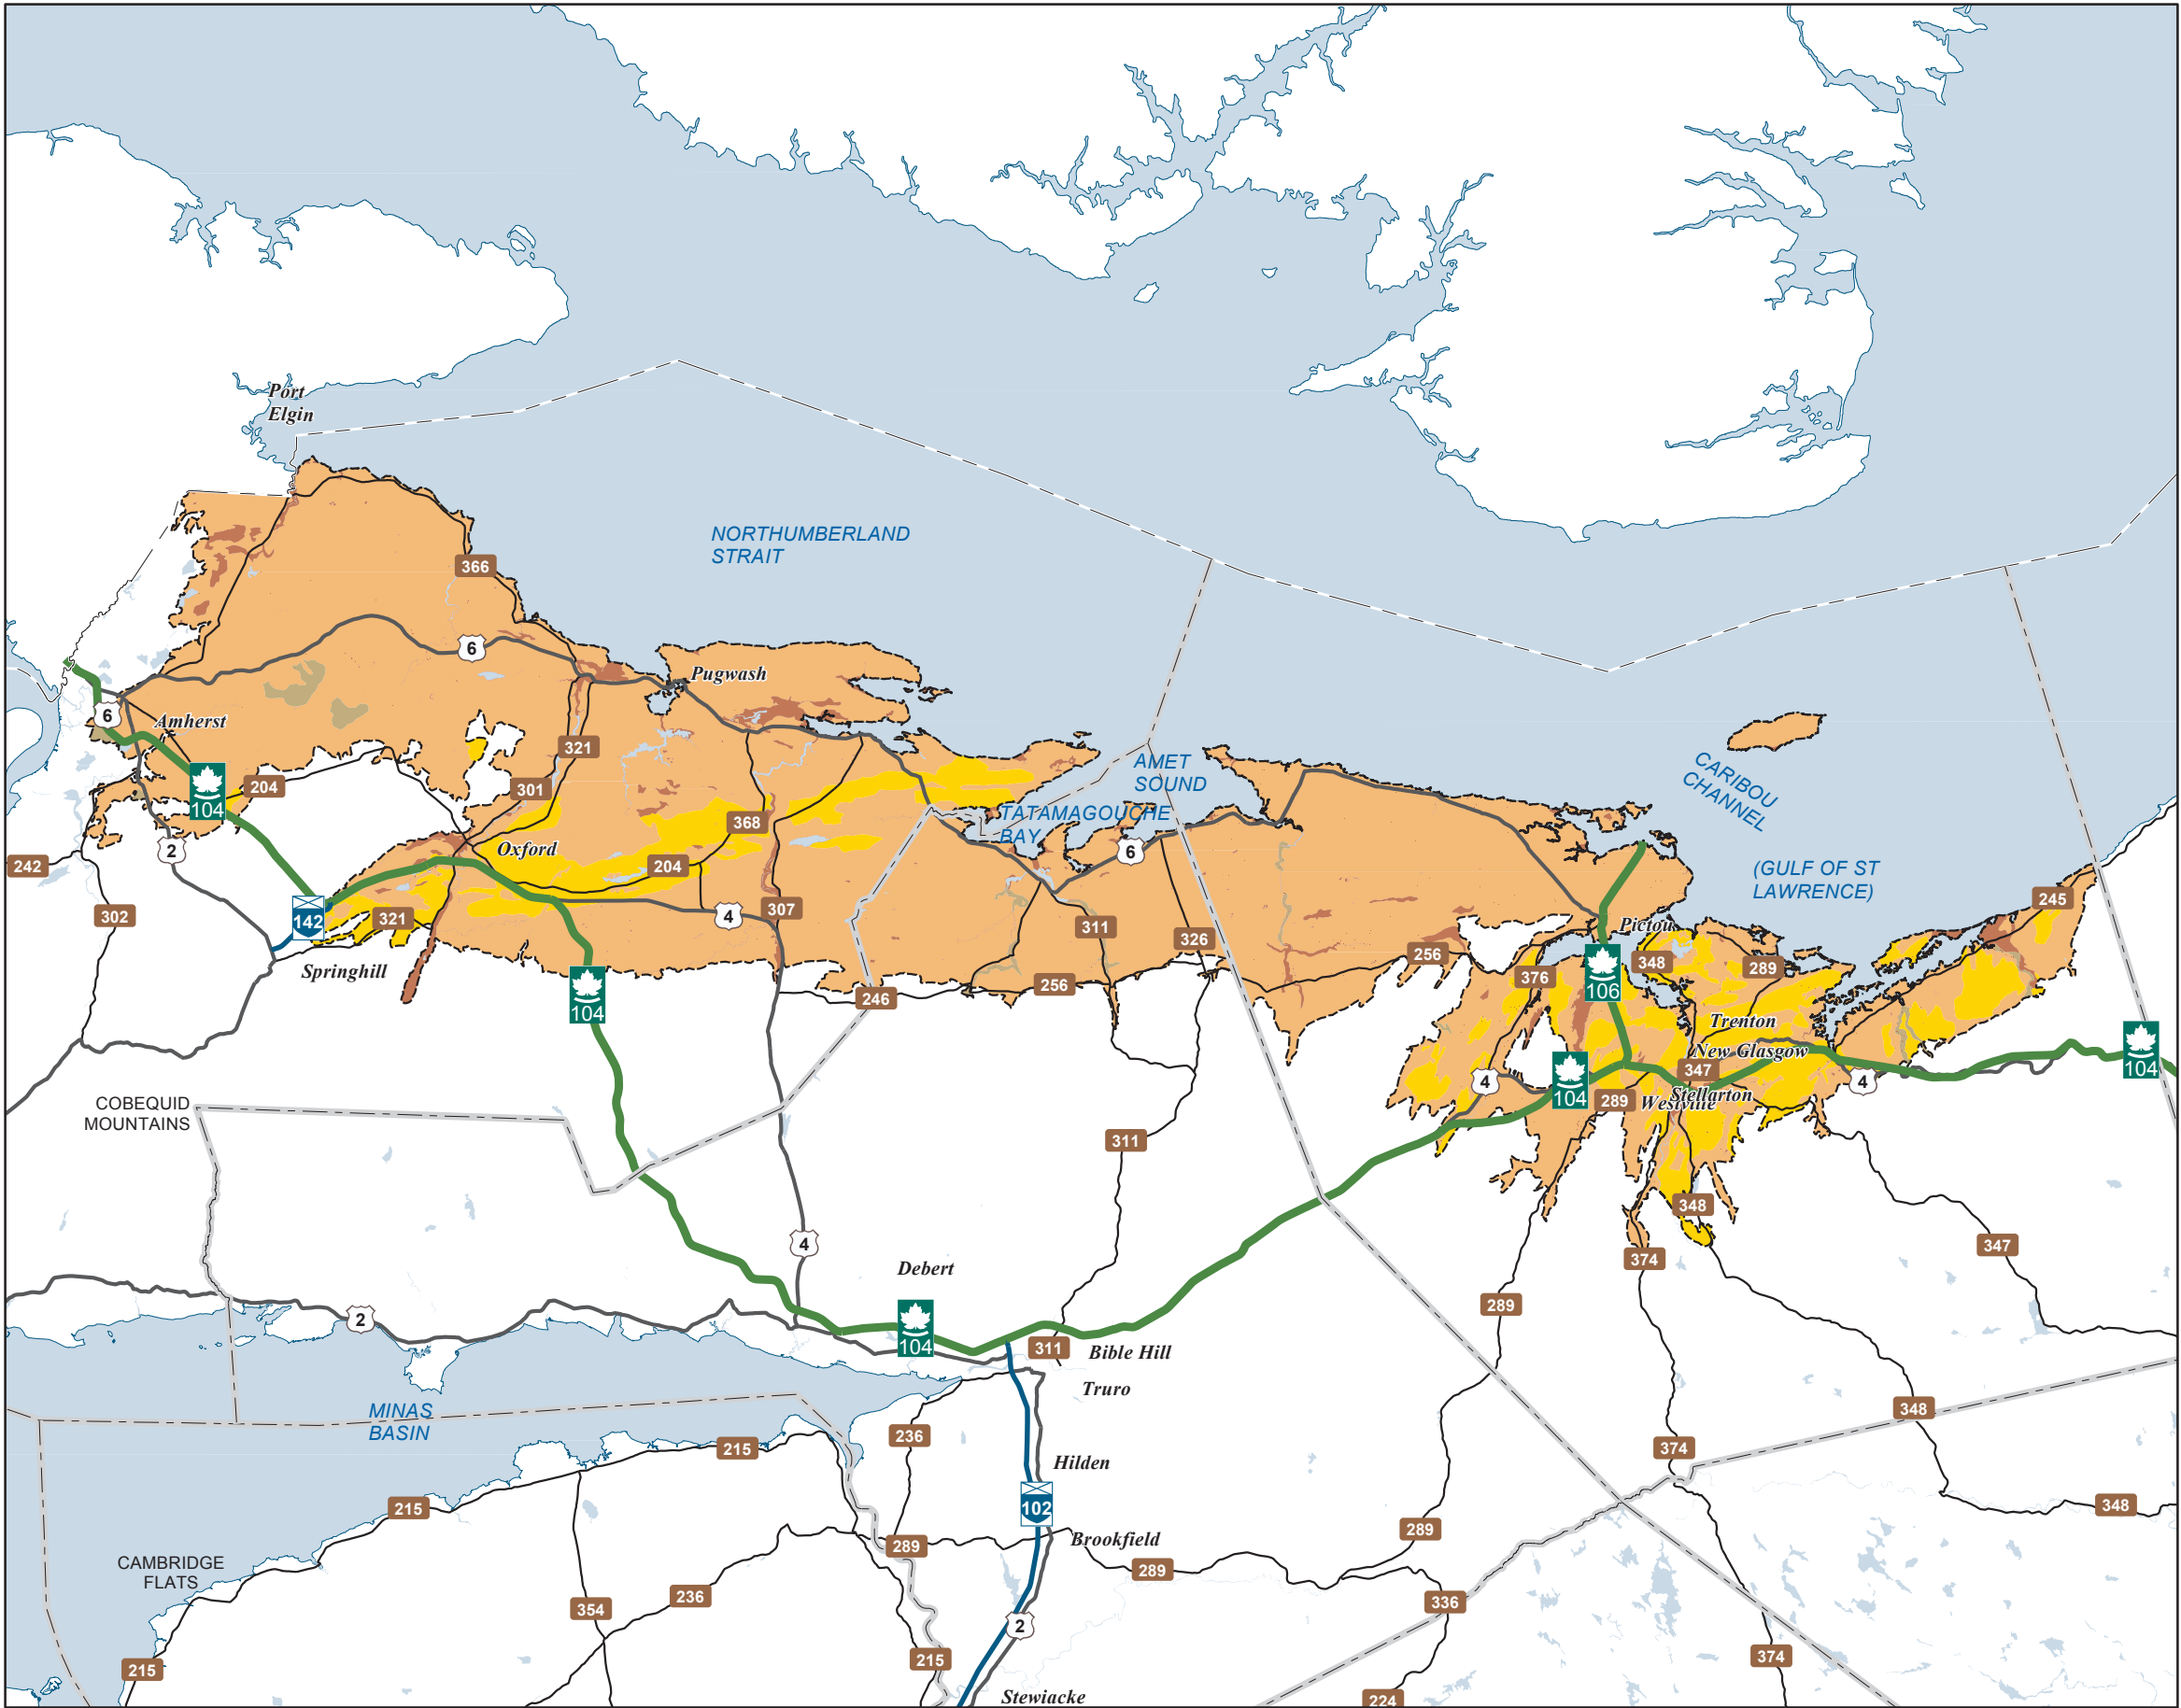 Port
Elgin
NORTHUMBERLAND
STRAIT
366
6
Pugwash
6
Amherst
321
AMET
SOUND
CARIBOU
CHANNEL
104
204
301
TATAMAGOUCHE
BAY
368
2
Oxford
6
242
204
(GULF OF ST
LAWRENCE)
302
142
321
4
307
311
326
245
Pictou
Springhill
256
376
106
348
289
104
246
256
Trenton
New Glasgow
104
4
104
347
4
289
Westville
Stellarton
COBEQUID
MOUNTAINS
311
348
4
374
347
Debert
289
2
104
311
Bible Hill
Truro
MINAS
BASIN
348
236
215
374
Hilden
215
102
348
289
289
Brookfield
CAMBRIDGE
FLATS
289
236
354
336
2
215
215
374
Stewiacke
224